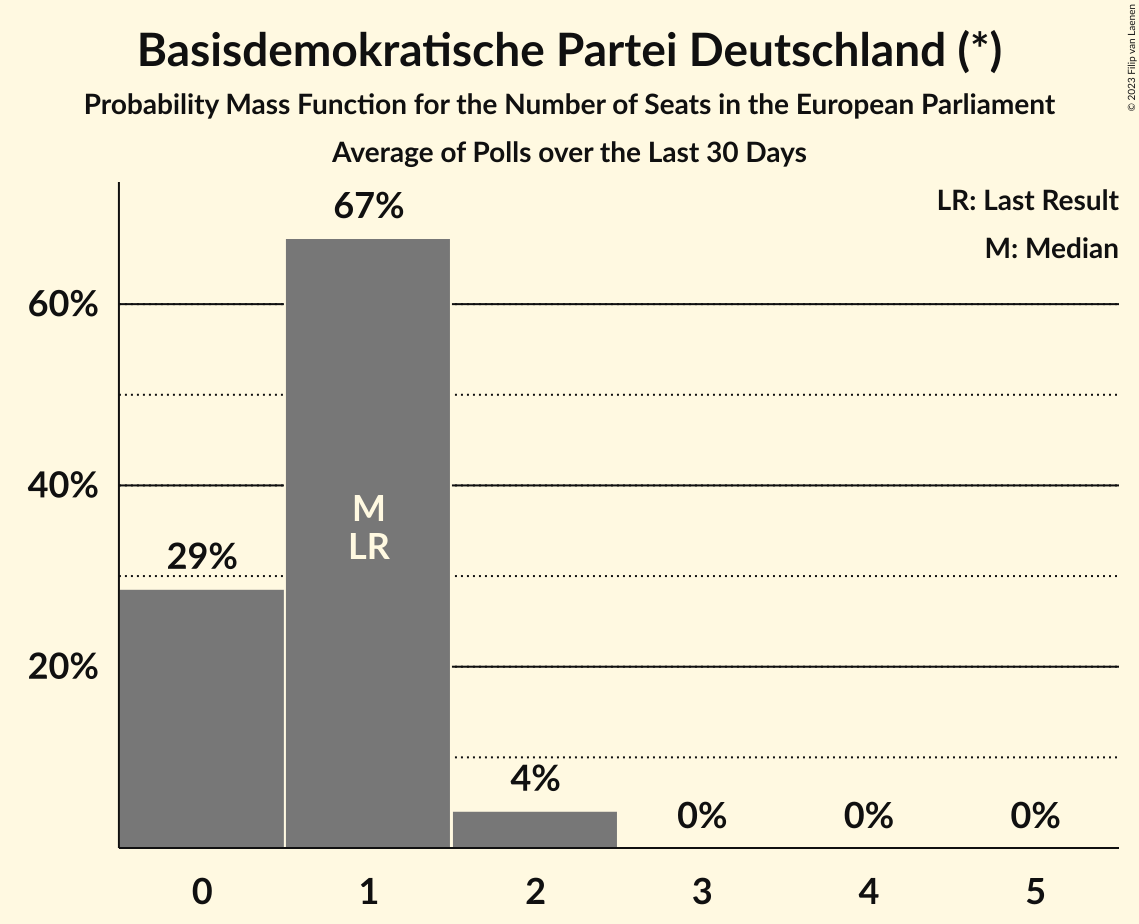 Basisdemokratische Partei Deutschland (*)
Probability Mass Function for the Number of Seats in the European Parliament
Average of Polls over the Last 30 Days
© 2023 Filip van Laenen
LR: Last Result
M: Median
67%
60%
40%
M
LR
29%
20%
4%
0%
0%
0%
0
1
2
3
4
5